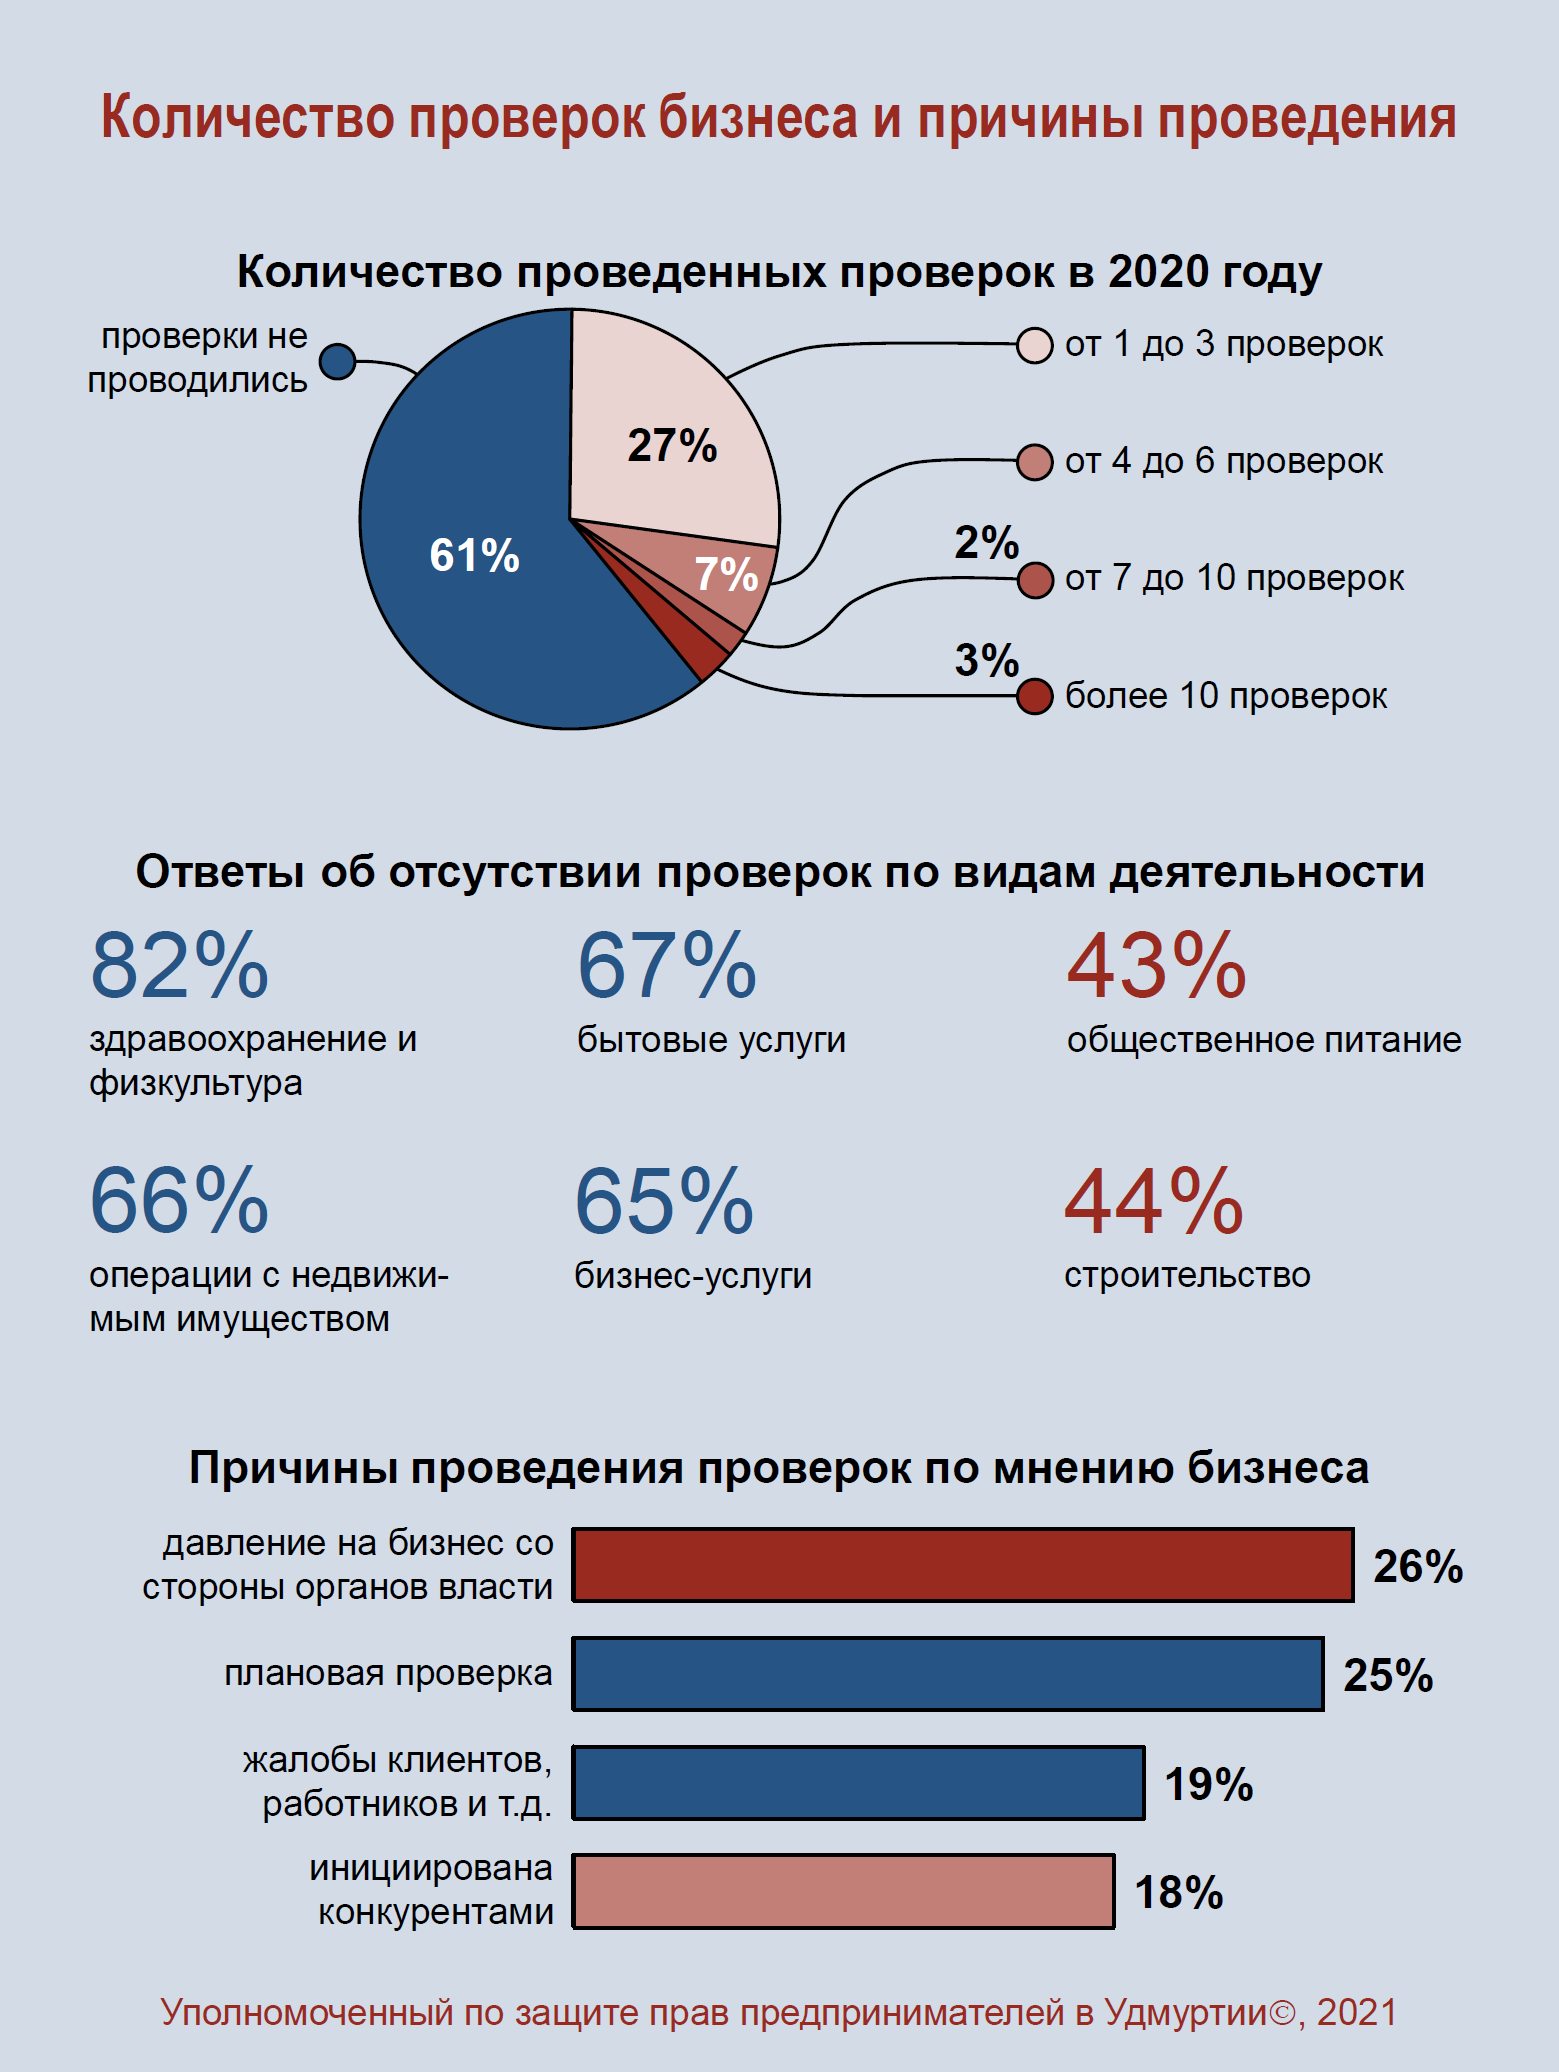 Количество проверок бизнеса и причины проведения
Количество проведенных проверок в 2020 году
проверки не
проводились
61%
27%
7%
от 1 до 3 проверок
от 4 до 6 проверок
2%
от 7 до 10 проверок
3%
более 10 проверок
Ответы об отсутствии проверок по видам деятельности
82%
здравоохранение и
физкультура
67%
бытовые услуги
43%
общественное питание
66%
операции с недвижи-
мым имуществом
65%
бизнес-услуги
44%
строительство
Причины проведения проверок по мнению бизнеса
давление на бизнес со
стороны органов власти
26%
плановая проверка
25%
жалобы клиентов,
работников и т.д.
19%
инициирована
конкурентами
18%
Уполномоченный по защите прав предпринимателей в Удмуртии©, 2021